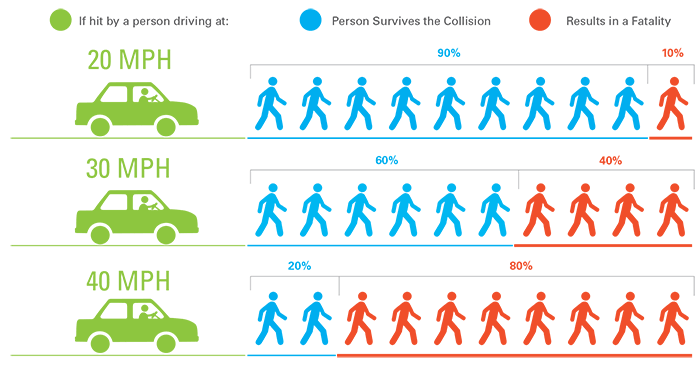 If hit by a person driving at:
Person Survives the Collision
Results in a Fatality
20 MPH
90%
10%
30 MPH
60%
40%
40 MPH
20%
80%